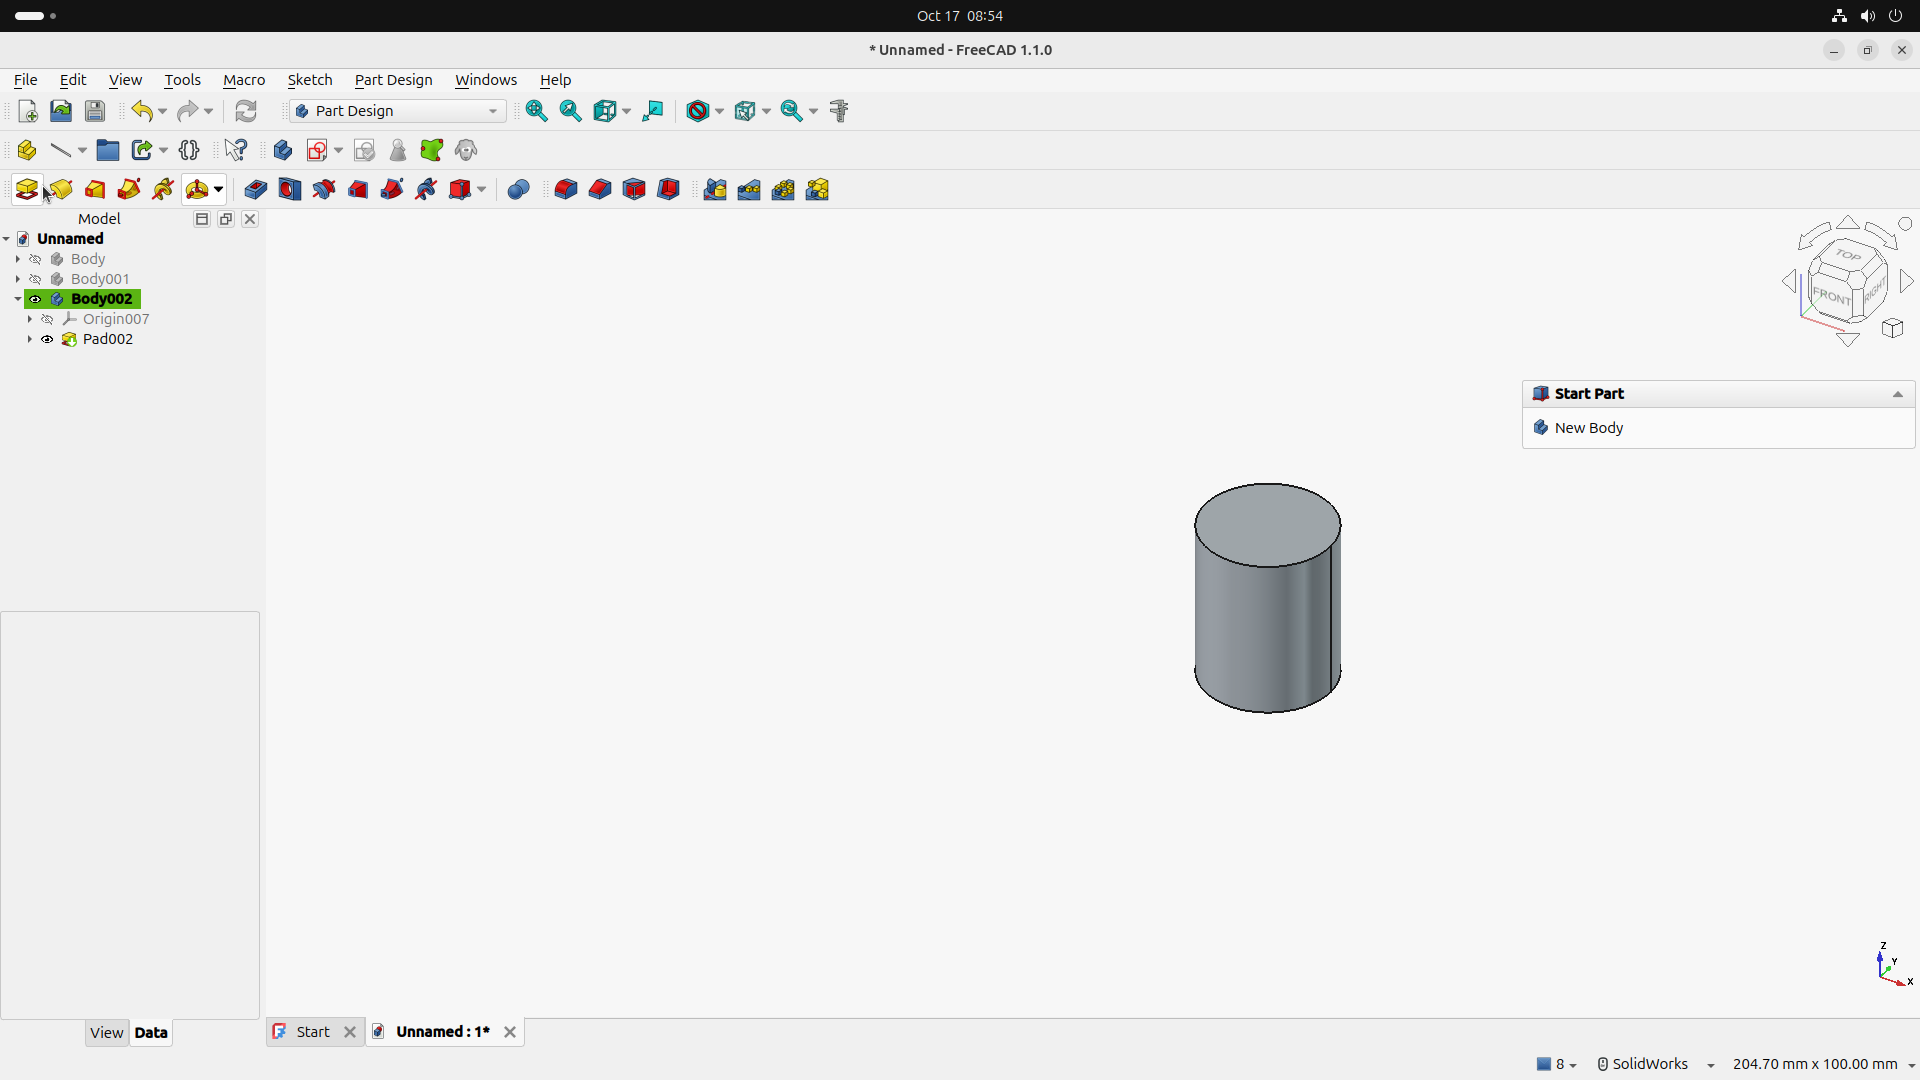 Oct 17 08:54
* Unnamed - FreeCAD 1.1.0
File Edit View Tools Macro Sketch Part Design Windows Help
Part Design
Model
Unnamed
Body
Body001
Body002
Origin007
Pad002
TOP
FRONT
RIGHT
Start Part
New Body
Z
Y
X
View Data
Start
Unnamed : 1*
8
SolidWorks
204.70 mm x 100.00 mm